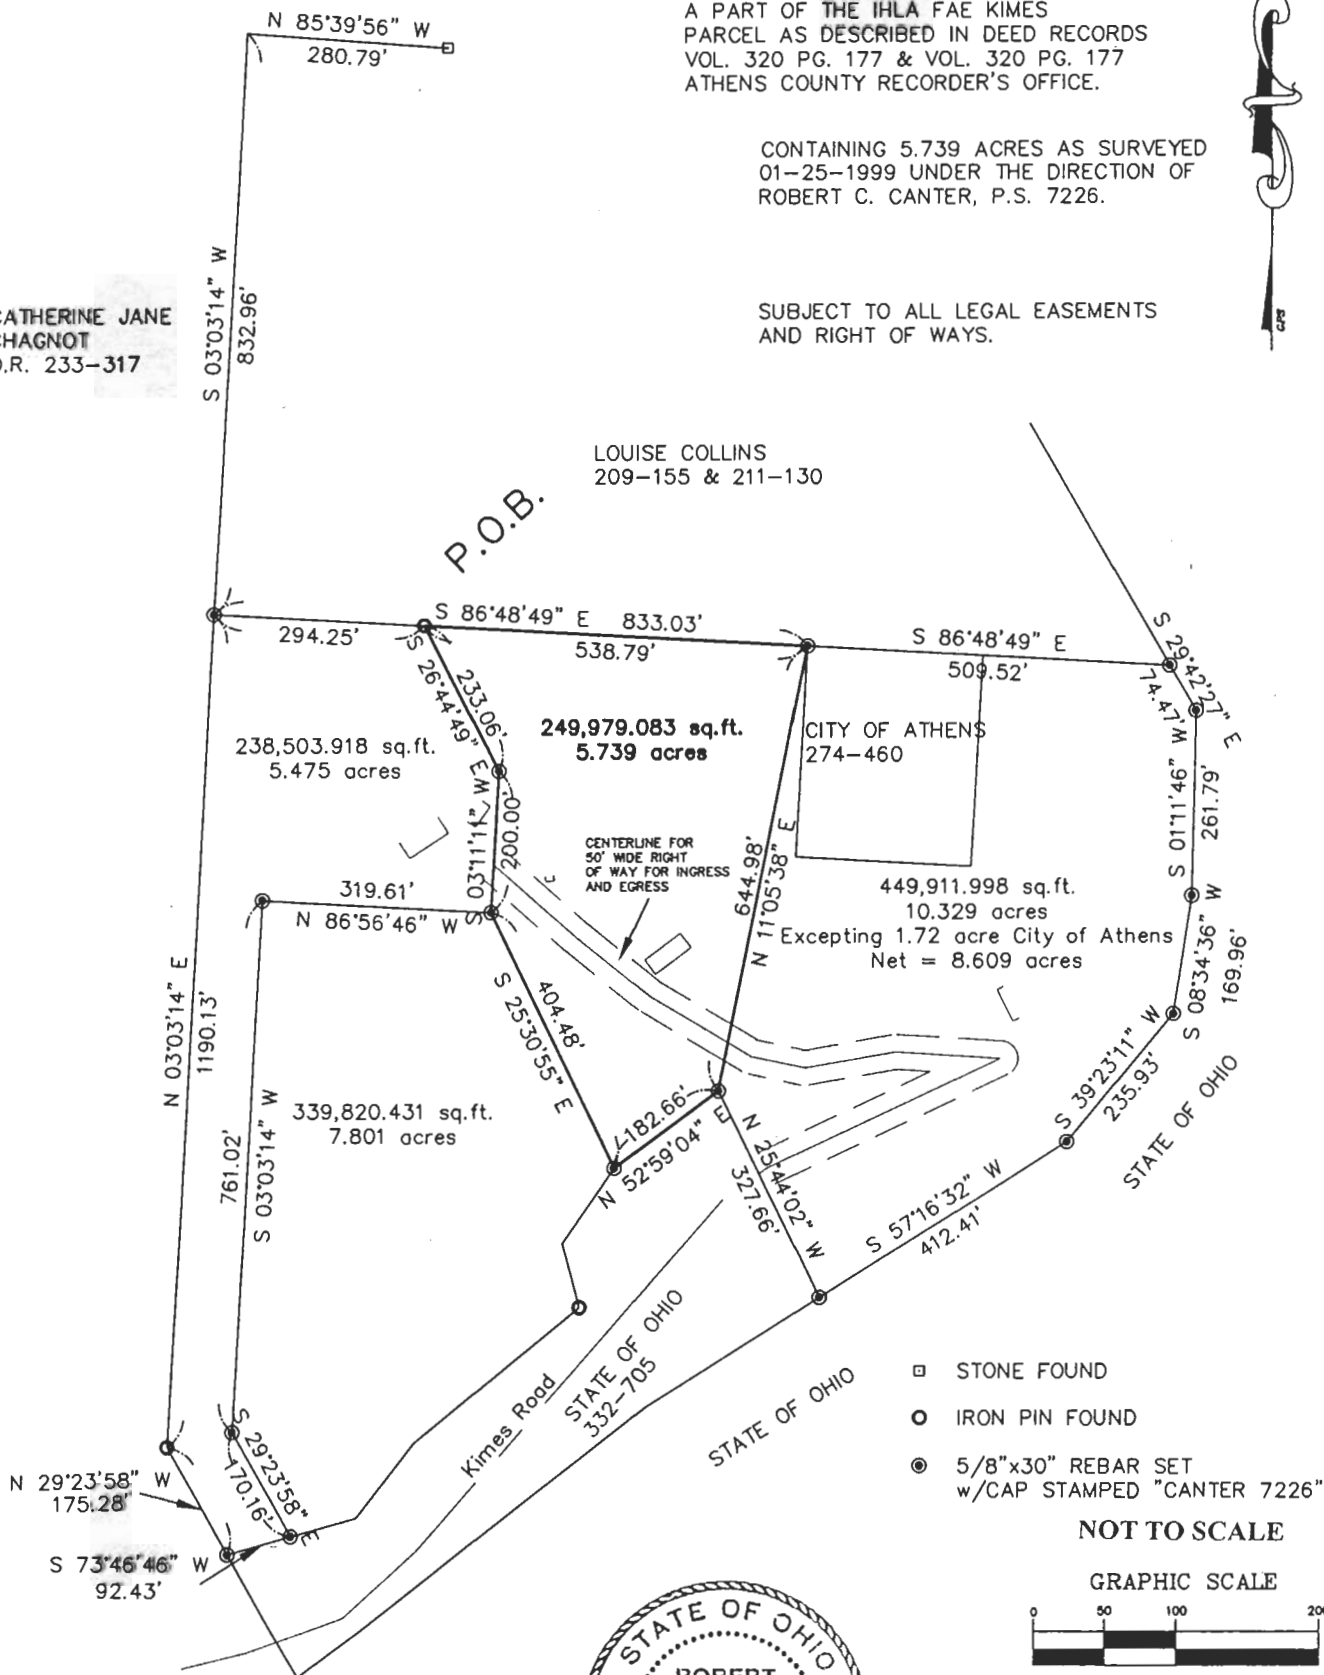 N 85°39'56" W
280.79'
A PART OF THE IHLA FAE KIMES
PARCEL AS DESCRIBED IN DEED RECORDS
VOL. 320 PG. 177 & VOL. 320 PG. 177
ATHENS COUNTY RECORDER'S OFFICE.
CONTAINING 5.739 ACRES AS SURVEYED
01-25-1999 UNDER THE DIRECTION OF
ROBERT C. CANTER, P.S. 7226.
SUBJECT TO ALL LEGAL EASEMENTS
AND RIGHT OF WAYS.
GPS
S 03°03'14" W
832.96'
CATHERINE JANE
CHAGNOT
O.R. 233-317
LOUISE COLLINS
209-155 & 211-130
P.O.B.
S 86°48'49" E 833.03'
294.25'
538.79'
S 86°48'49" E
509.52'
S 29°42'27" E
74.47'
S 26°44'49" E
233.06'
238,503.918 sq.ft.
5.475 acres
249,979.083 sq.ft.
5.739 acres
CITY OF ATHENS
274-460
S 01°11'46" W
261.79'
S 03°11'11" W
200.00'
CENTERLINE FOR
50' WIDE RIGHT
OF WAY FOR INGRESS
AND EGRESS
644.98'
N 11°05'38" E
319.61'
N 86°56'46" W
449,911.998 sq.ft.
10.329 acres
Excepting 1.72 acre City of Athens
Net = 8.609 acres
S 08°34'36" W
169.96'
N 03°03'14" E
1190.13'
404.48'
S 25°30'55" E
S 39°23'11" W
235.93'
STATE OF OHIO
339,820.431 sq.ft.
7.801 acres
761.02'
S 03°03'14" W
182.66'
N 52°59'04" E
N 25°44'02" W
327.66'
S 57°16'32" W
412.41'
STATE OF OHIO
332-705
Kimes Road
STATE OF OHIO
STONE FOUND
IRON PIN FOUND
5/8"x30" REBAR SET
w/CAP STAMPED "CANTER 7226"
S 29°23'58" E
170.16'
N 29°23'58" W
175.28'
S 73°46'46" W
92.43'
NOT TO SCALE
GRAPHIC SCALE
0 50 100 200
STATE OF OHIO
ROBERT